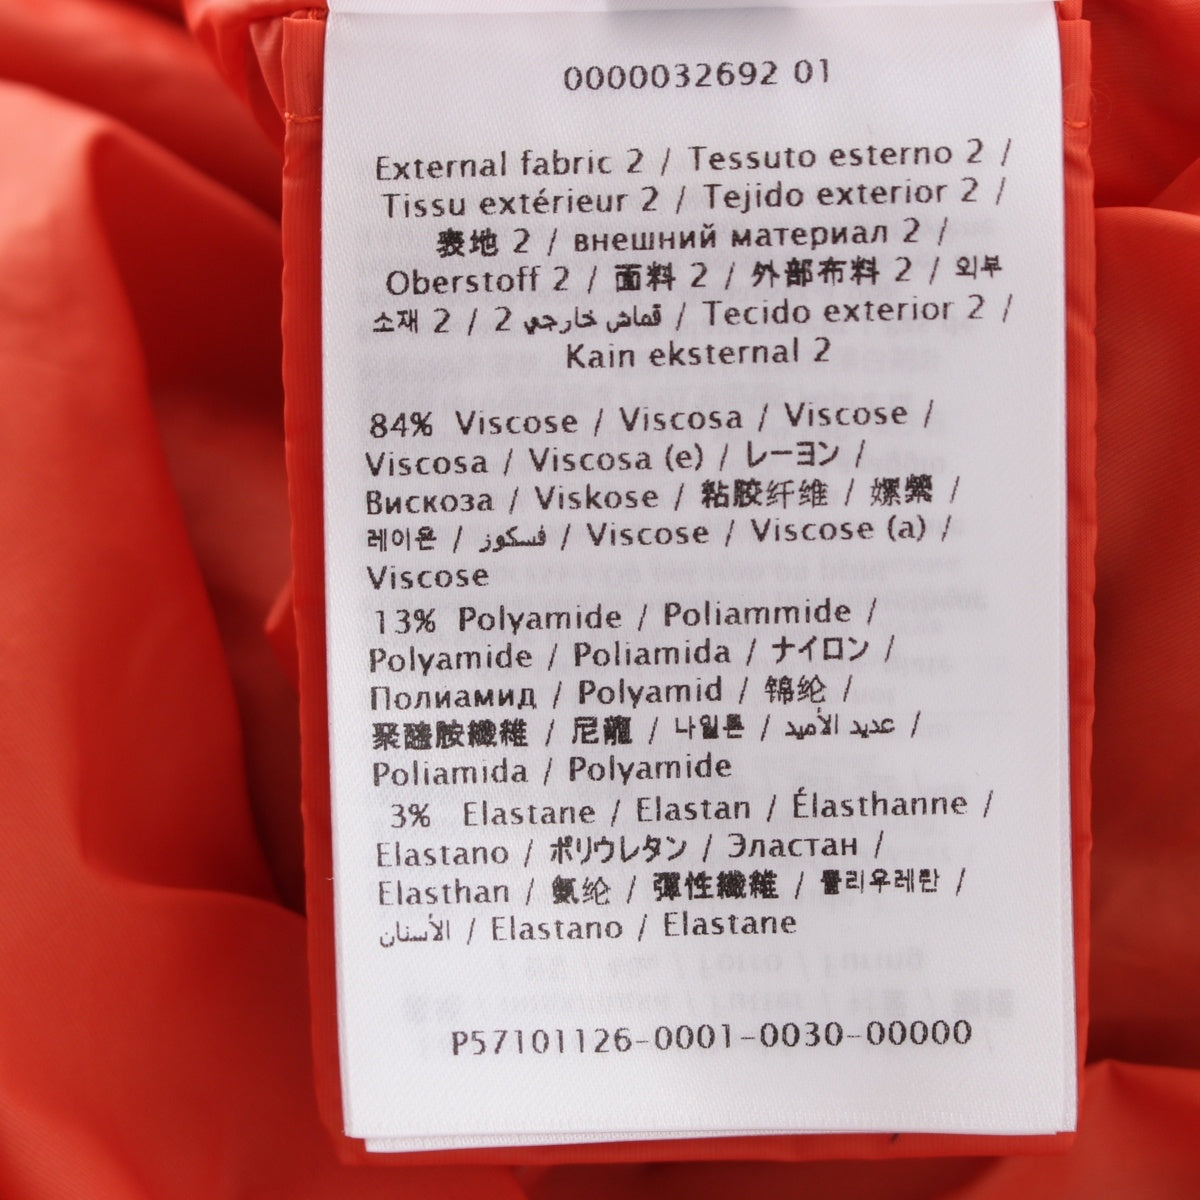 0000032692 01
External fabric 2 / Tessuto esterno 2 /
Tissu extérieur 2 / Tejido exterior 2 /
表地 2 / внешний материал 2 /
Oberstoff 2 / 面料 2 / 外部布料 2 / 외부
소재 2 / 2 قماش خارجي / Tecido exterior 2 /
Kain eksternal 2
84% Viscose / Viscosa / Viscose /
Viscosa / Viscosa (e) / レーヨン /
Вискоза / Viskose / 粘胶纤维 / 嫘縈 /
레이온 / فسكوز / Viscose / Viscose (a) /
Viscose
13% Polyamide / Poliammide /
Polyamide / Poliamida / ナイロン /
Полиамид / Polyamid / 锦纶 /
聚醯胺纖維 / 尼龍 / 나일론 / عديد الأميد /
Poliamida / Polyamide
3% Elastane / Elastan / Élasthanne /
Elastano / ポリウレタン / Эластан /
Elasthan / 氨纶 / 彈性纖維 / 폴리우레탄 /
الأستان / Elastano / Elastane
P57101126-0001-0030-00000